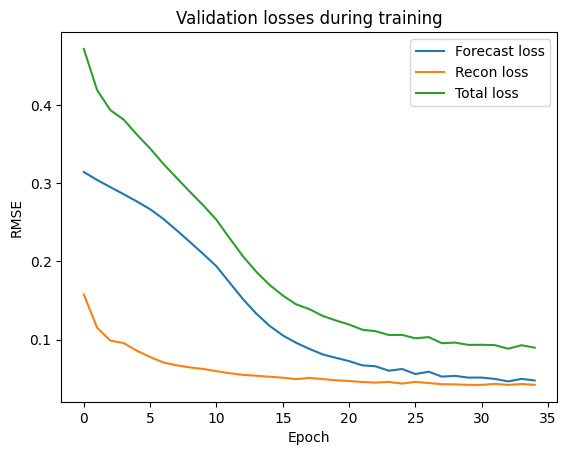 Validation losses during training
Forecast loss
Recon loss
Total loss
RMSE
0.4
0.3
0.2
0.1
0 5 10 15 20 25 30 35
Epoch